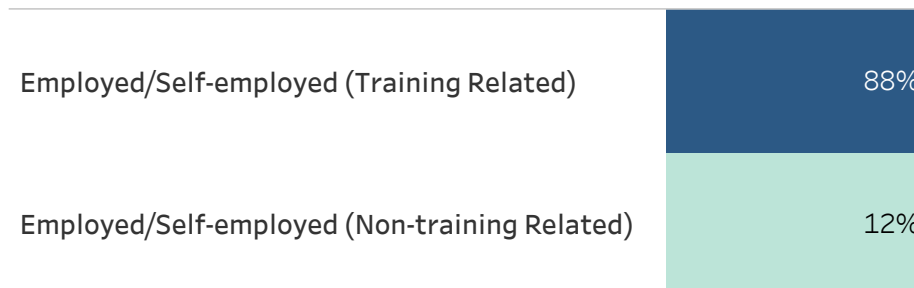 Employed/Self-employed (Training Related) 88%
Employed/Self-employed (Non-training Related) 12%